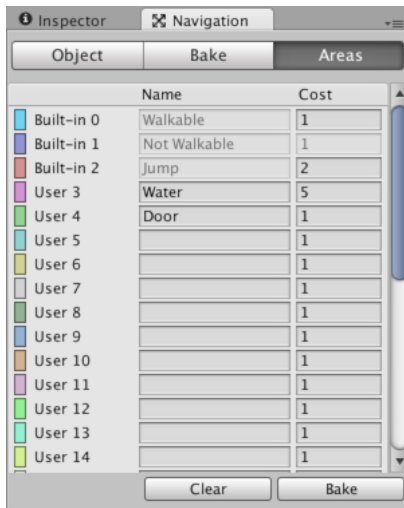 Inspector Navigation
Object Bake Areas
Name Cost
Built-in 0 Walkable 1
Built-in 1 Not Walkable 1
Built-in 2 Jump 2
User 3 Water 5
User 4 Door 1
User 5 1
User 6 1
User 7 1
User 8 1
User 9 1
User 10 1
User 11 1
User 12 1
User 13 1
User 14 1
Clear Bake